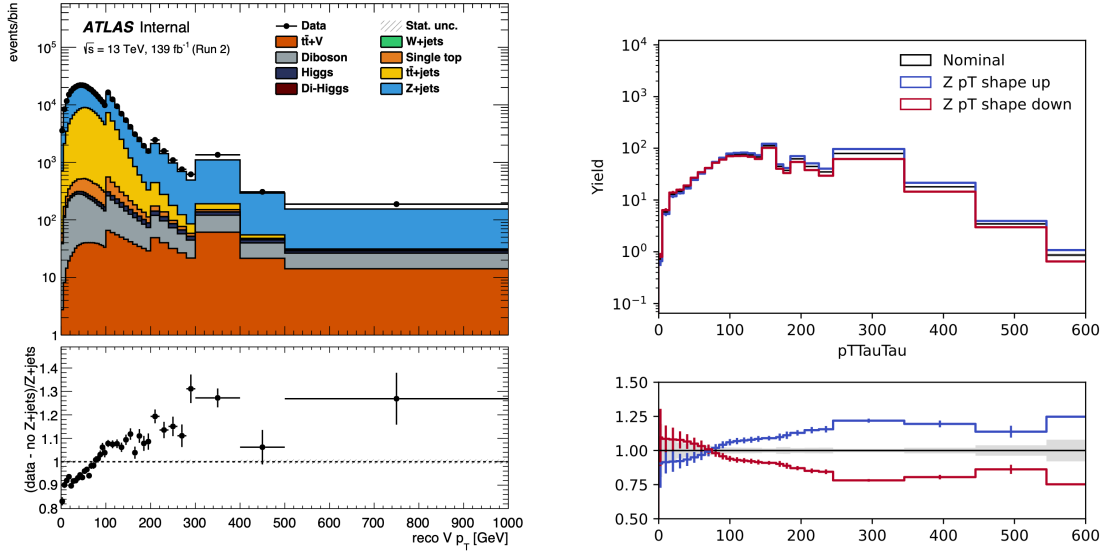 events/bin
ATLAS Internal
√s = 13 TeV, 139 fb⁻¹ (Run 2)
Data
tt̄+V
Diboson
Higgs
Di-Higgs
Stat. unc.
W+jets
Single top
tt̄+jets
Z+jets
10⁵
10⁴
10³
10²
10
1
(data - no Z+jets)/Z+jets
1.4
1.3
1.2
1.1
1
0.9
0.8
0 100 200 300 400 500 600 700 800 900 1000
reco V p_T [GeV]
Yield
10⁴
10³
10²
10¹
10⁰
10⁻¹
Nominal
Z pT shape up
Z pT shape down
0 100 200 300 400 500 600
pTTauTau
1.50
1.25
1.00
0.75
0.50
0 100 200 300 400 500 600